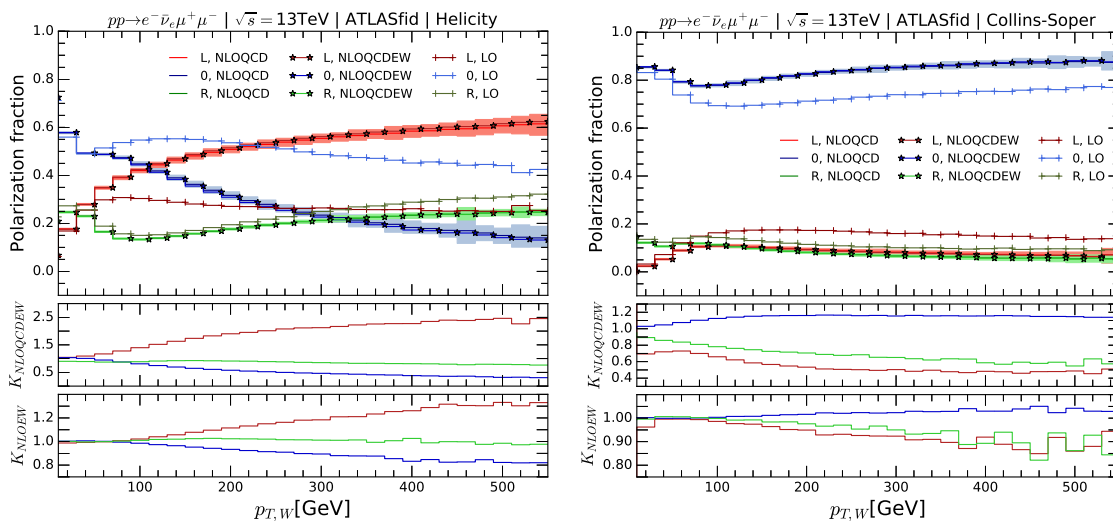 pp→e⁻ν̄ₑμ⁺μ⁻ | √s = 13TeV | ATLASfid | Helicity
Polarization fraction
1.0
0.8
0.6
0.4
0.2
0.0
L, NLOQCD
0, NLOQCD
R, NLOQCD
L, NLOQCDEW
0, NLOQCDEW
R, NLOQCDEW
L, LO
0, LO
R, LO
K_NLOQCDEW
2.5
1.5
0.5
K_NLOEW
1.2
1.0
0.8
100 200 300 400 500
p_T,W[GeV]
pp→e⁻ν̄ₑμ⁺μ⁻ | √s = 13TeV | ATLASfid | Collins-Soper
Polarization fraction
1.0
0.8
0.6
0.4
0.2
0.0
L, NLOQCD
0, NLOQCD
R, NLOQCD
L, NLOQCDEW
0, NLOQCDEW
R, NLOQCDEW
L, LO
0, LO
R, LO
K_NLOQCDEW
1.2
1.0
0.8
0.6
0.4
K_NLOEW
1.00
0.90
0.80
100 200 300 400 500
p_T,W[GeV]